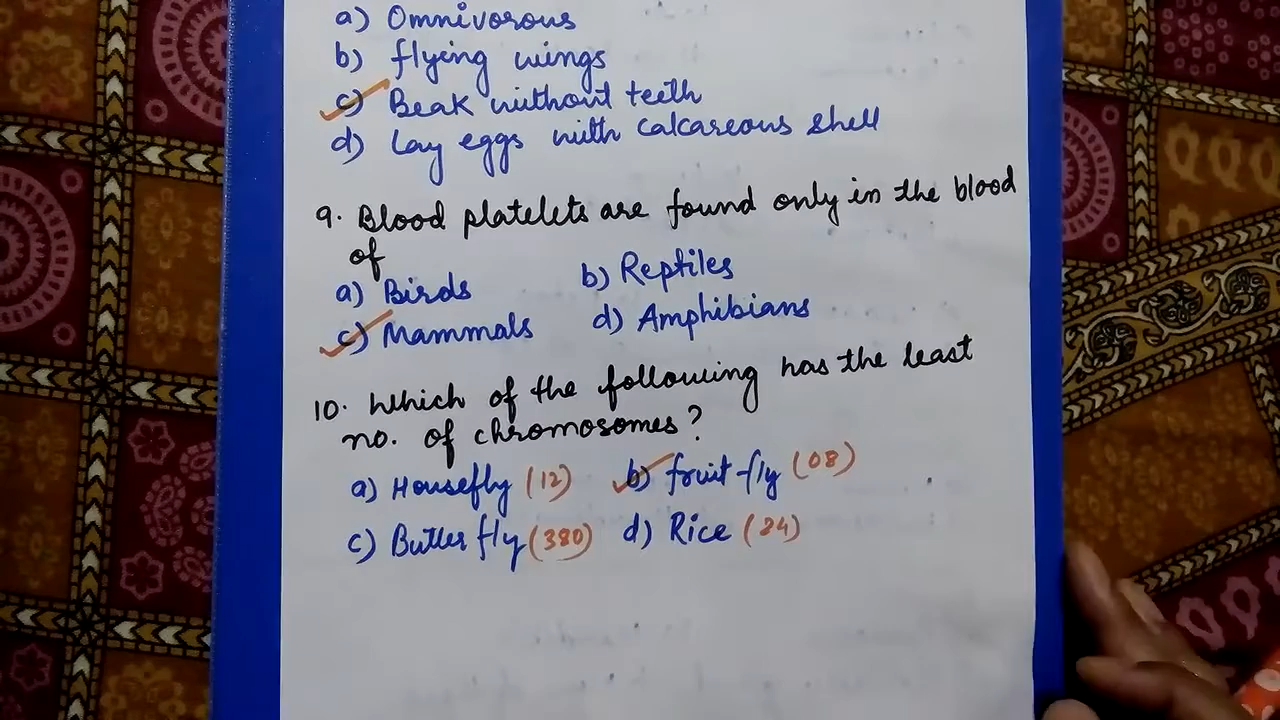 a) Omnivorous
b) flying wings
c) Beak without teeth
d) Lay eggs with calcareous shell
9. Blood platelets are found only in the blood
of
a) Birds b) Reptiles
c) Mammals d) Amphibians
10. Which of the following has the least
no. of chromosomes?
a) Housefly (12) b) fruit-fly (08)
c) Butterfly (380) d) Rice (24)